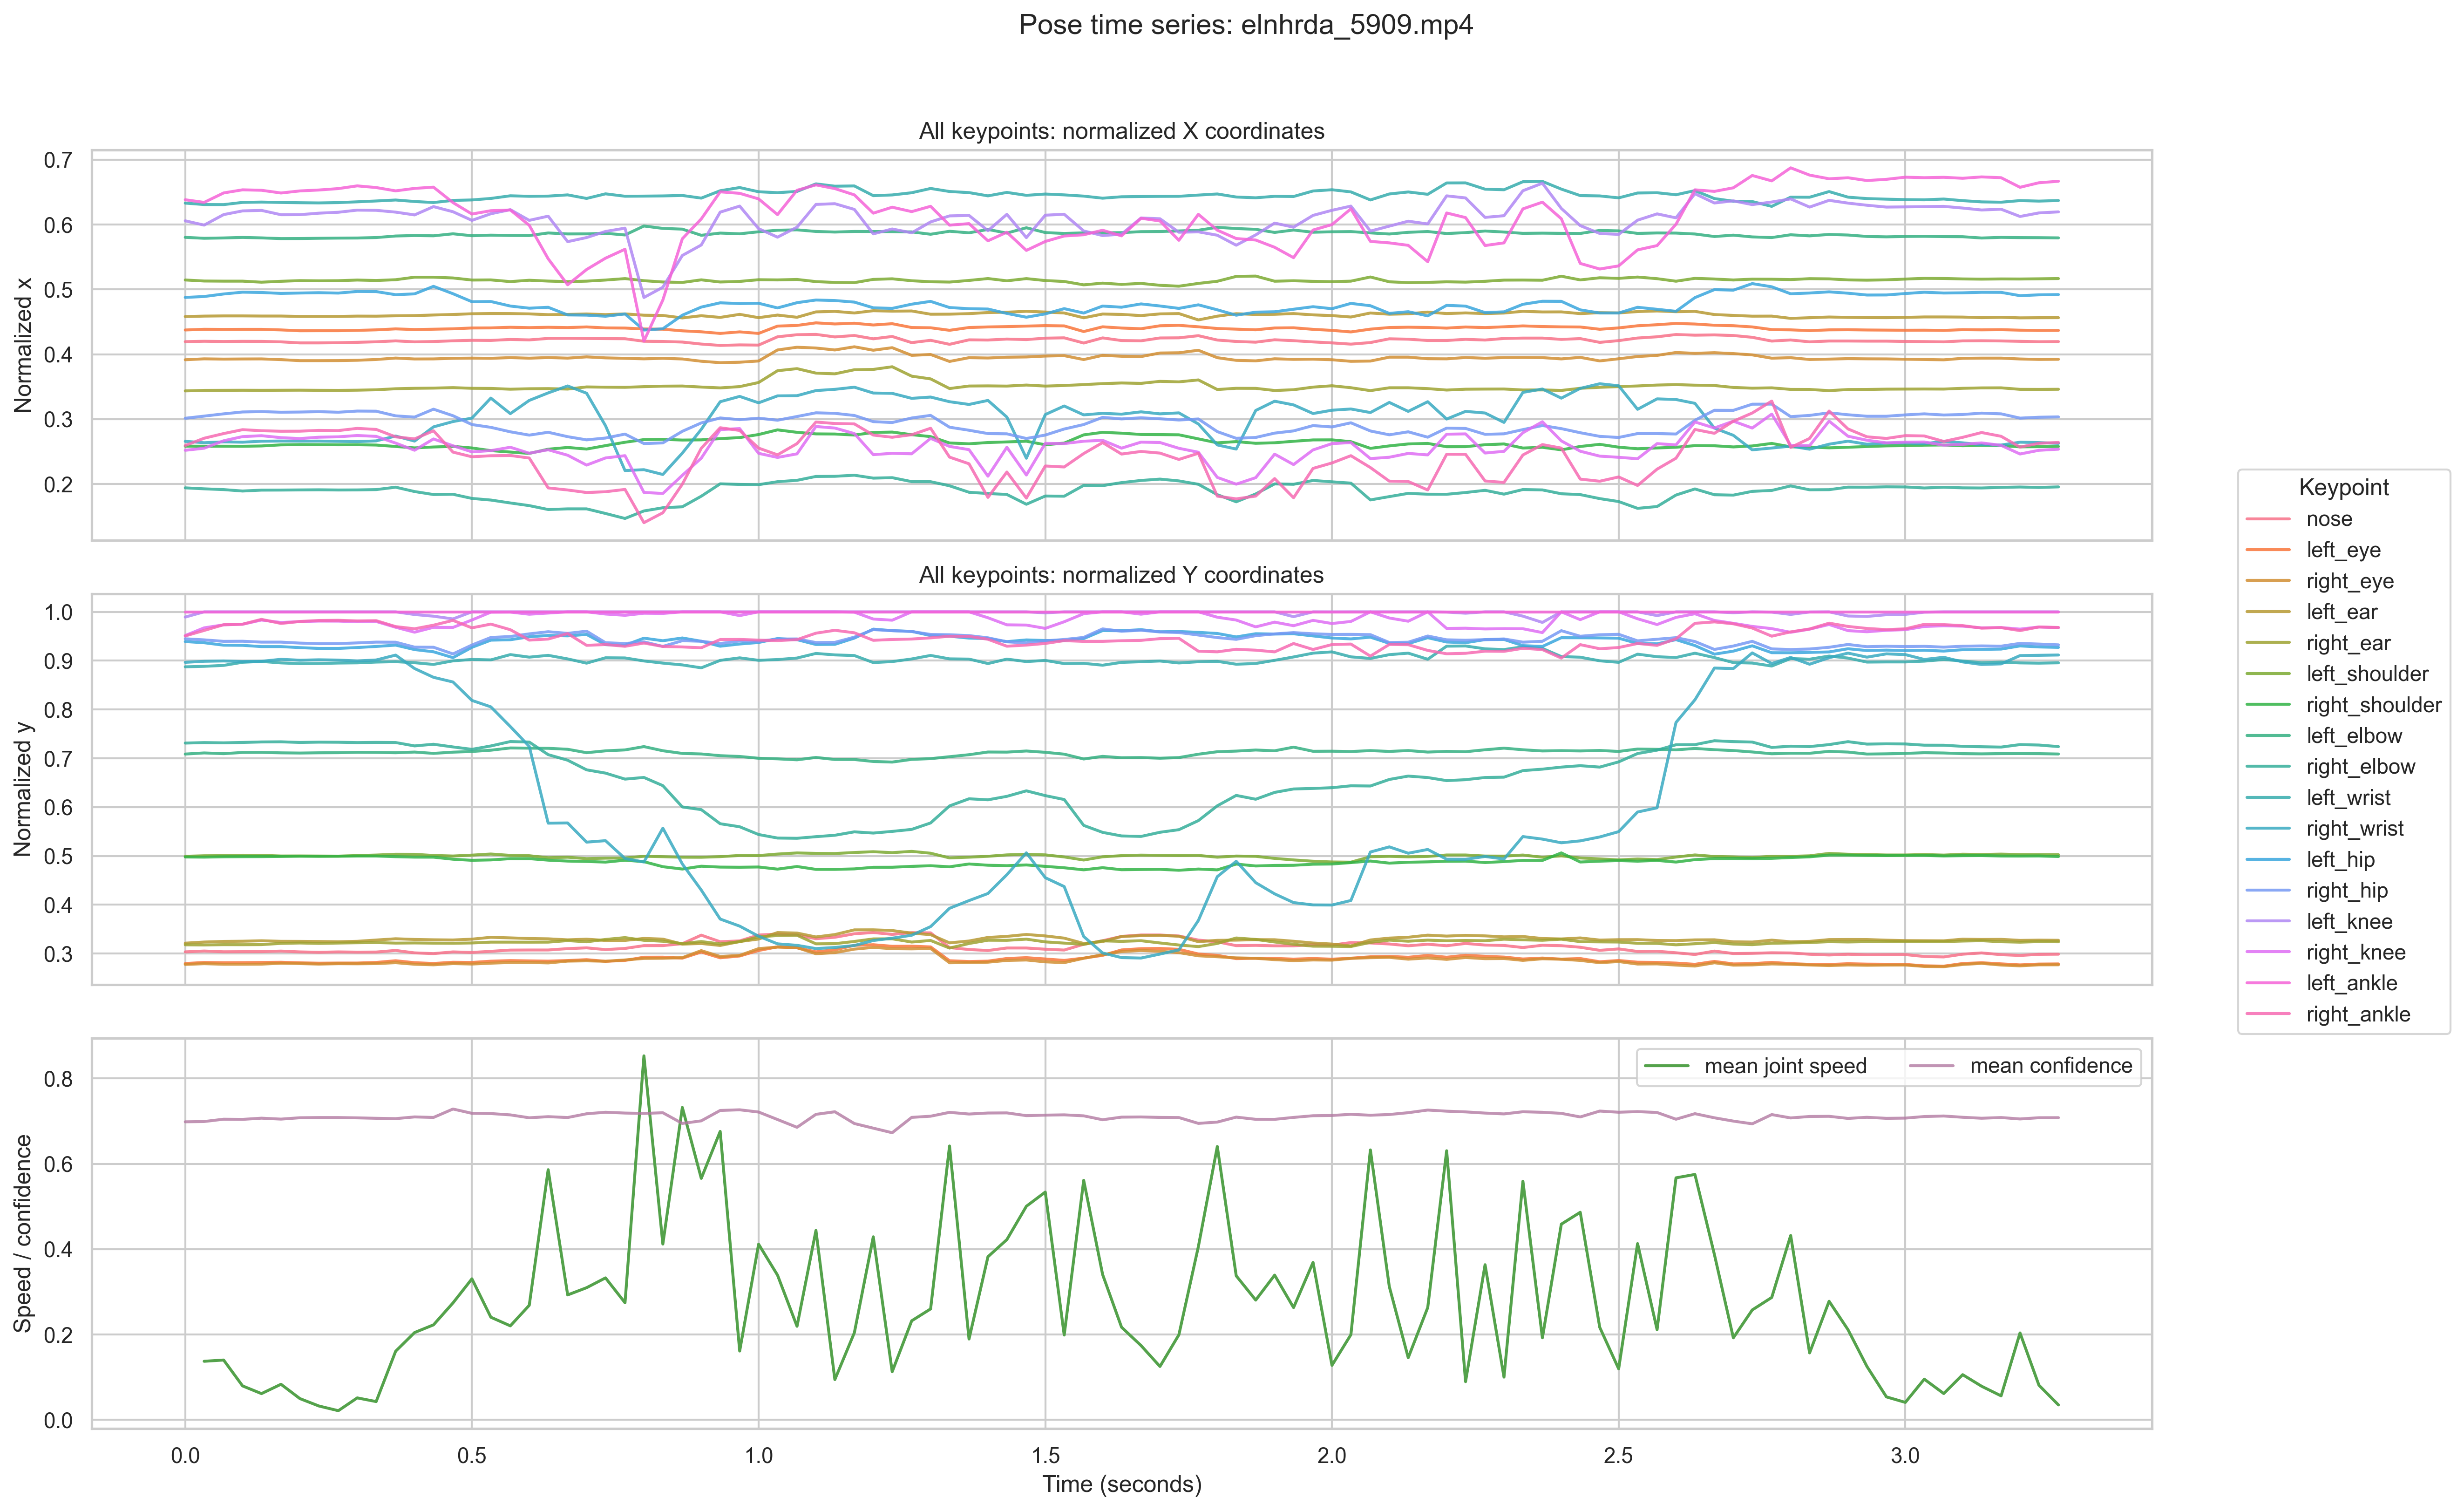 Pose time series: elnhrda_5909.mp4
All keypoints: normalized X coordinates
Normalized x
0.7
0.6
0.5
0.4
0.3
0.2
All keypoints: normalized Y coordinates
Normalized y
1.0
0.9
0.8
0.7
0.6
0.5
0.4
0.3
Keypoint
nose
left_eye
right_eye
left_ear
right_ear
left_shoulder
right_shoulder
left_elbow
right_elbow
left_wrist
right_wrist
left_hip
right_hip
left_knee
right_knee
left_ankle
right_ankle
mean joint speed
mean confidence
Speed / confidence
0.8
0.6
0.4
0.2
0.0
0.0 0.5 1.0 1.5 2.0 2.5 3.0
Time (seconds)